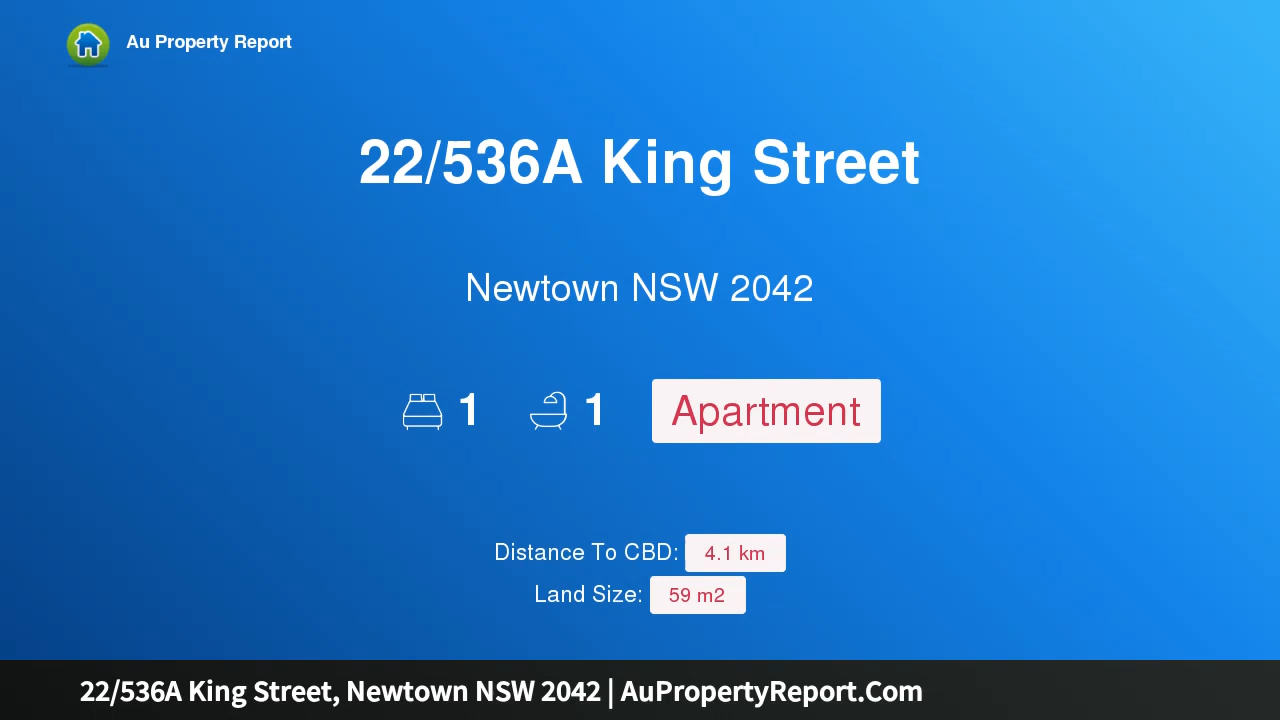 Au Property Report
22/536A King Street
Newtown NSW 2042
1 1 Apartment
Distance To CBD: 4.1 km
Land Size: 59 m2
22/536A King Street, Newtown NSW 2042 | AuPropertyReport.Com